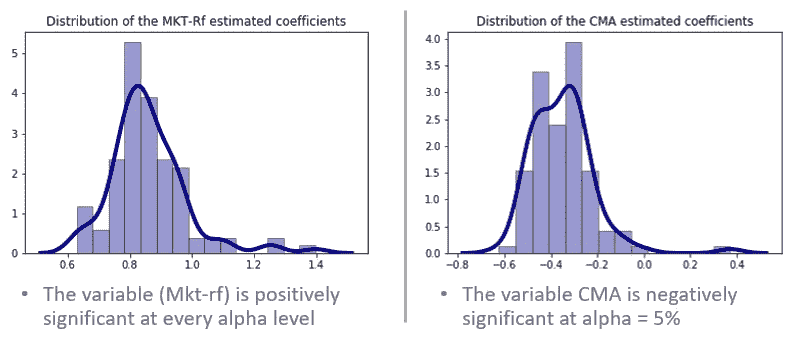 Distribution of the MKT-Rf estimated coefficients
5
4
3
2
1
0
0.6 0.8 1.0 1.2 1.4
• The variable (Mkt-rf) is positively
significant at every alpha level
Distribution of the CMA estimated coefficients
4.0
3.5
3.0
2.5
2.0
1.5
1.0
0.5
0.0
−0.8 −0.6 −0.4 −0.2 0.0 0.2 0.4
• The variable CMA is negatively
significant at alpha = 5%